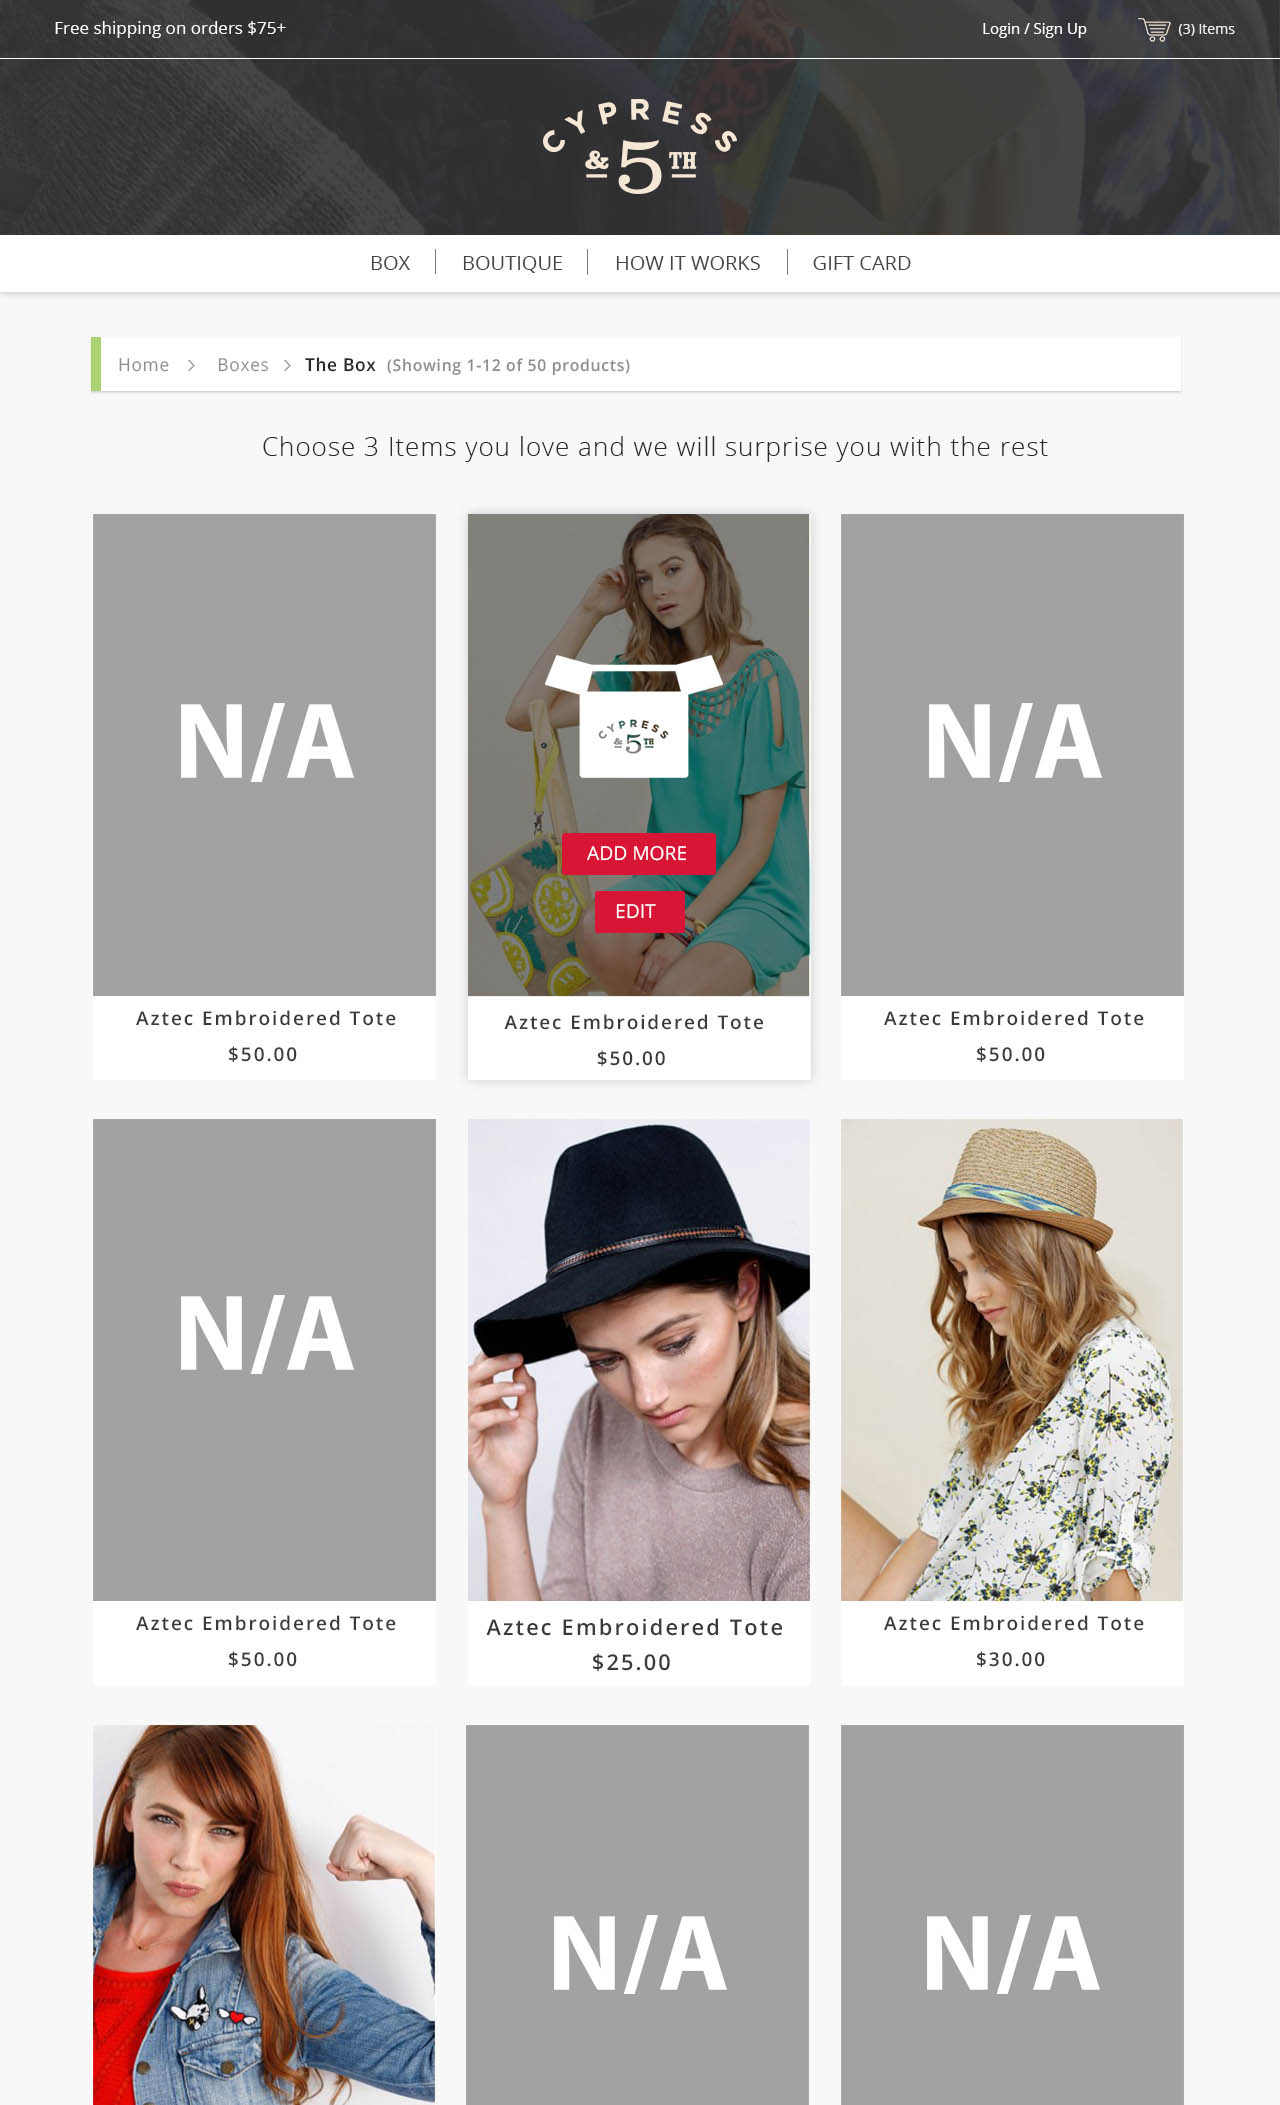 Free shipping on orders $75+
Login / Sign Up
(3) Items
CYPRESS
& 5TH
BOX
BOUTIQUE
HOW IT WORKS
GIFT CARD
Home > Boxes > The Box (Showing 1-12 of 50 products)
Choose 3 Items you love and we will surprise you with the rest
N/A
Aztec Embroidered Tote
$50.00
CYPRESS
& 5TH
ADD MORE
EDIT
Aztec Embroidered Tote
$50.00
N/A
Aztec Embroidered Tote
$50.00
N/A
Aztec Embroidered Tote
$50.00
Aztec Embroidered Tote
$25.00
Aztec Embroidered Tote
$30.00
N/A
N/A